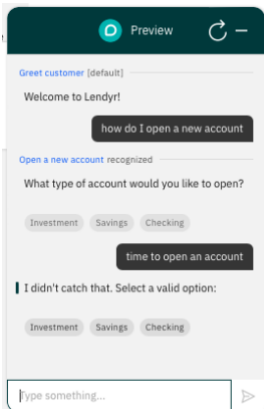 Preview
Greet customer [default]
Welcome to Lendyr!
how do I open a new account
Open a new account recognized
What type of account would you like to open?
Investment Savings Checking
time to open an account
I didn't catch that. Select a valid option:
Investment Savings Checking
Type something...